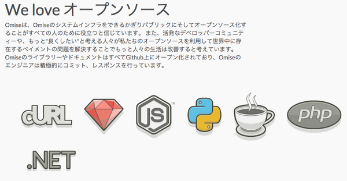 We love オープンソース
Omiseは、Omiseのシステムインフラをできるかぎりパブリックにそしてオープンソース化す
ることがすべての人のために役立つと信じています。また、活発なデベロッパーコミュニテ
ィーや、もっと"良くしたい"と考える人々が私たちのオープンソースを利用して世界中に存
在するペイメントの問題を解決することでもっと人々の生活は改善すると考えています。
OmiseのライブラリーやドキュメントはすべてGithub上にオープン化されており、Omiseの
エンジニアは積極的にコミット、レスポンスを行っています。
cURL
JS
php
.NET